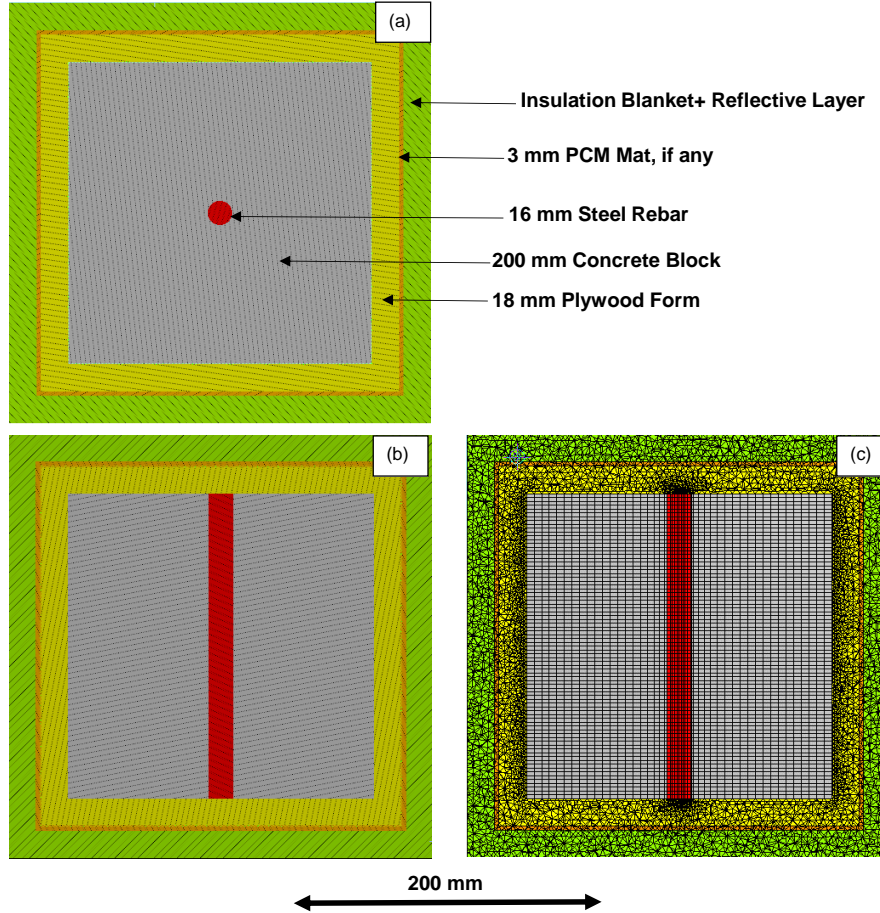 (a)
Insulation Blanket+ Reflective Layer
3 mm PCM Mat, if any
16 mm Steel Rebar
200 mm Concrete Block
18 mm Plywood Form
(b)
(c)
200 mm